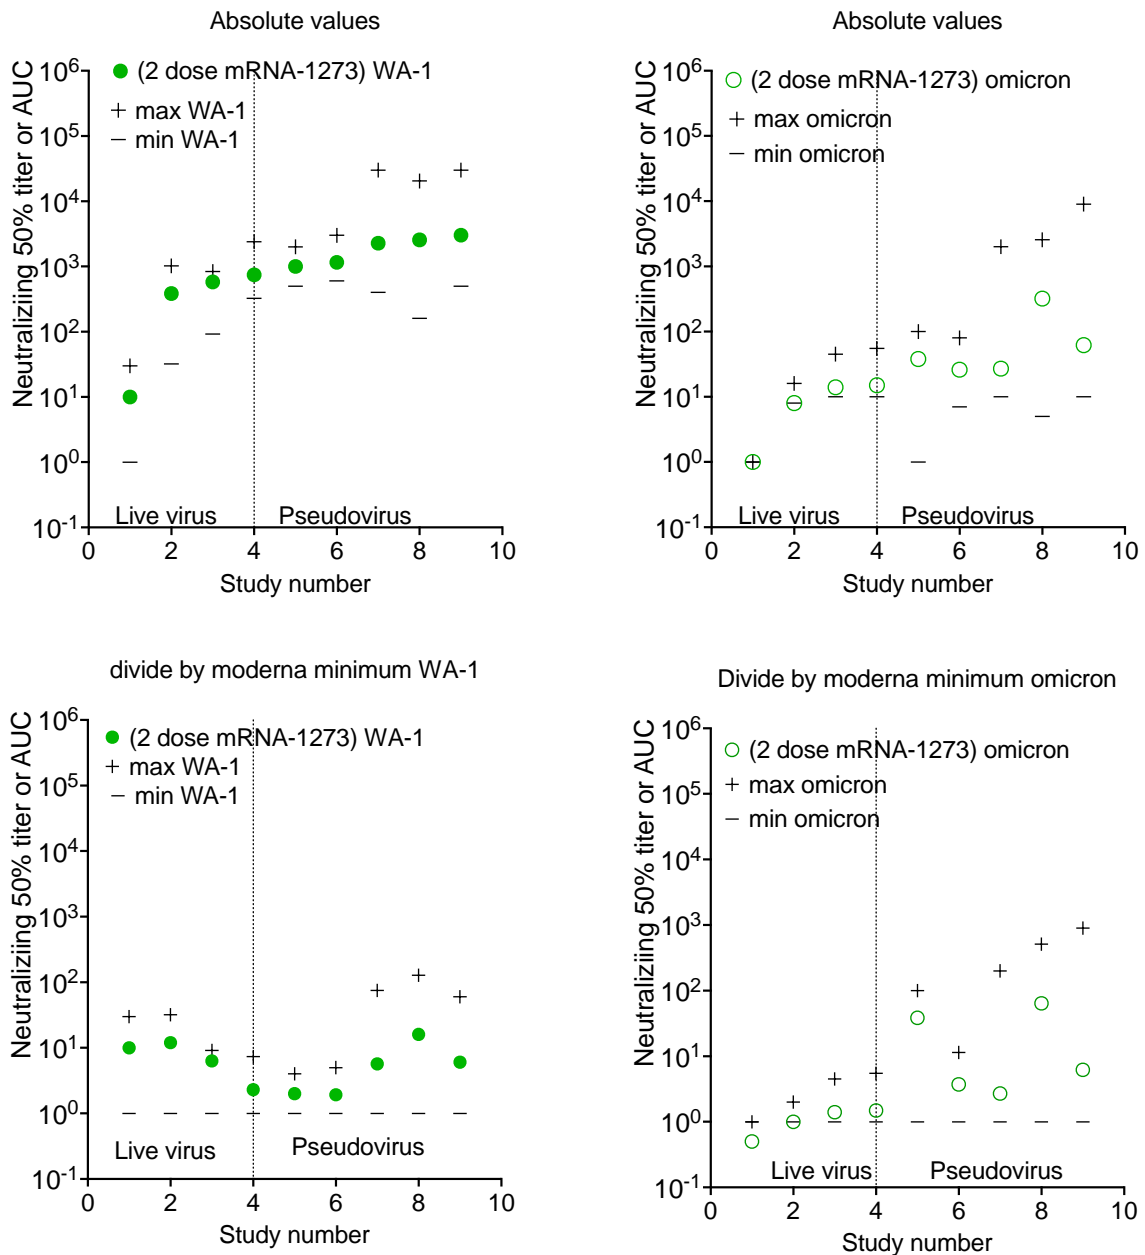 Absolute values
Neutraliziing 50% titer or AUC
10^6
10^5
10^4
10^3
10^2
10^1
10^0
10^-1
(2 dose mRNA-1273) WA-1
max WA-1
min WA-1
Live virus
Pseudovirus
0 2 4 6 8 10
Study number
Absolute values
Neutraliziing 50% titer or AUC
10^6
10^5
10^4
10^3
10^2
10^1
10^0
10^-1
(2 dose mRNA-1273) omicron
max omicron
min omicron
Live virus
Pseudovirus
0 2 4 6 8 10
Study number
divide by moderna minimum WA-1
Neutraliziing 50% titer or AUC
10^6
10^5
10^4
10^3
10^2
10^1
10^0
10^-1
(2 dose mRNA-1273) WA-1
max WA-1
min WA-1
Live virus
Pseudovirus
0 2 4 6 8 10
Study number
Divide by moderna minimum omicron
Neutraliziing 50% titer or AUC
10^6
10^5
10^4
10^3
10^2
10^1
10^0
10^-1
(2 dose mRNA-1273) omicron
max omicron
min omicron
Live virus
Pseudovirus
0 2 4 6 8 10
Study number